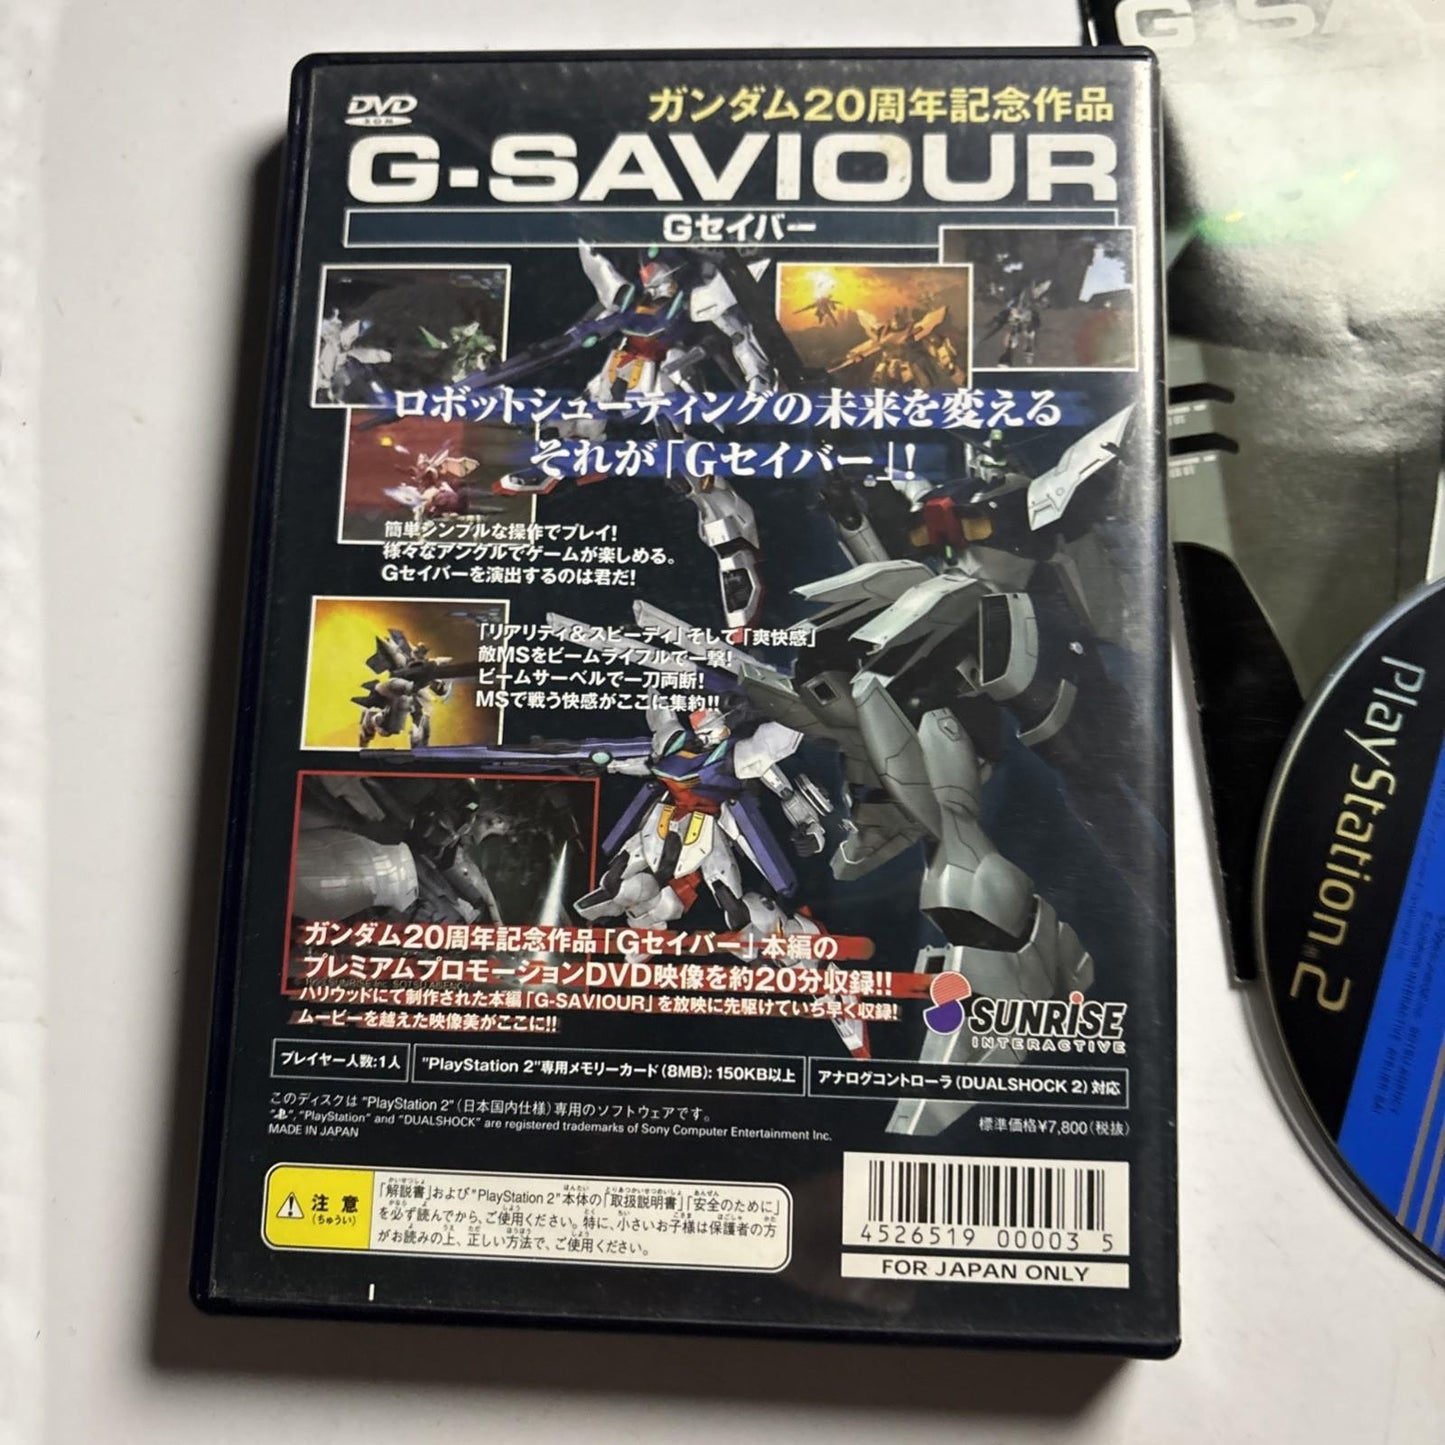 DVD
ROM
ガンダム20周年記念作品
G-SAVIOUR
Gセイバー
ロボットシューティングの未来を変える
それが「Gセイバー」!
簡単シンプルな操作でプレイ!
様々なアングルでゲームが楽しめる。
Gセイバーを演出するのは君だ!
「リアリティ&スピーディ」そして「爽快感」
敵MSをビームライフルで一撃!
ビームサーベルで一刀両断!
MSで戦う快感がここに集約!!
ガンダム20周年記念作品「Gセイバー」本編の
プレミアムプロモーションDVD映像を約20分収録!!
ハリウッドにて制作された本編「G-SAVIOUR」を放映に先駆けていち早く収録!
ムービーを越えた映像美がここに!!
SUNRISE
INTERACTIVE
プレイヤー人数:1人
"PlayStation 2"専用メモリーカード(8MB): 150KB以上
アナログコントローラ(DUALSHOCK 2)対応
このディスクは "PlayStation 2"(日本国内仕様)専用のソフトウェアです。
"PlayStation" and "DUALSHOCK" are registered trademarks of Sony Computer Entertainment Inc.
MADE IN JAPAN
標準価格¥7,800(税抜)
注意
(ちゅうい)
「解説書」および"PlayStation 2"本体の「取扱説明書」「安全のために」
を必ず読んでから、ご使用ください。特に、小さいお子様は保護者の方
がお読みの上、正しい方法で、ご使用ください。
4526519 00003 5
FOR JAPAN ONLY
G-SA
PlayStation 2